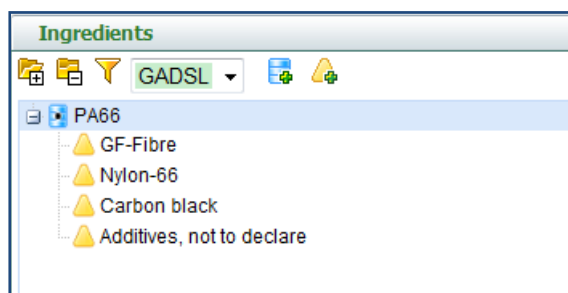 Ingredients
GADSL
PA66
GF-Fibre
Nylon-66
Carbon black
Additives, not to declare